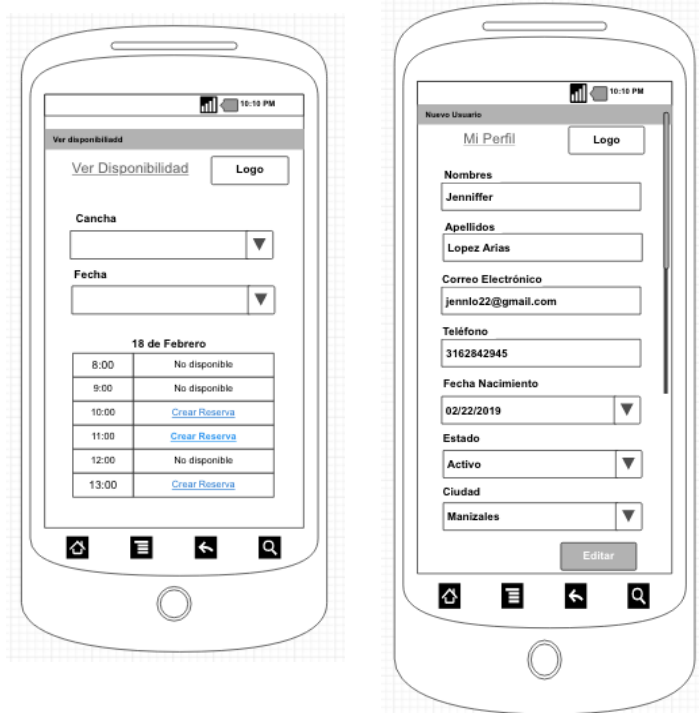 10:10 PM
Ver disponibiliadd
Ver Disponibilidad
Logo
Cancha
Fecha
18 de Febrero
8:00 No disponible
9:00 No disponible
10:00 Crear Reserva
11:00 Crear Reserva
12:00 No disponible
13:00 Crear Reserva
10:10 PM
Nuevo Usuario
Mi Perfil
Logo
Nombres
Jenniffer
Apellidos
Lopez Arias
Correo Electrónico
jennlo22@gmail.com
Teléfono
3162842945
Fecha Nacimiento
02/22/2019
Estado
Activo
Ciudad
Manizales
Editar